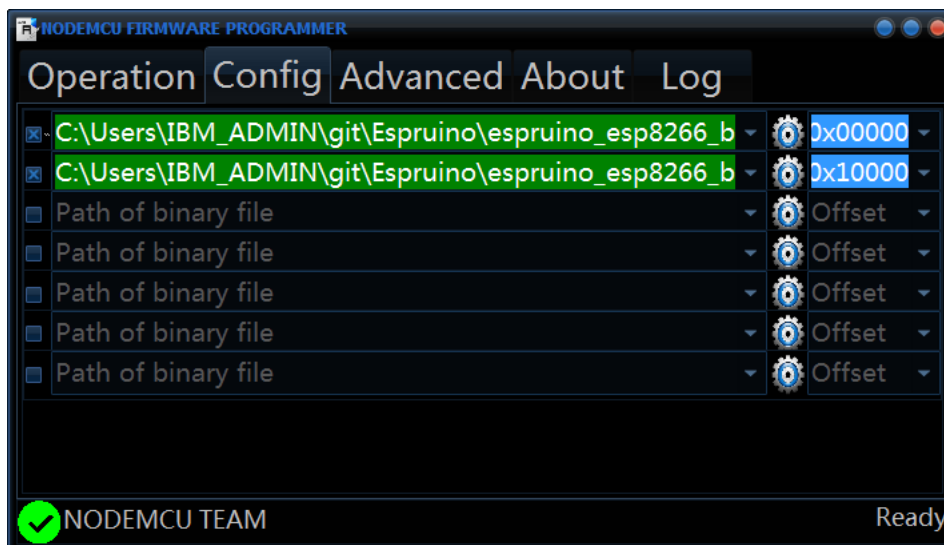 NODEMCU FIRMWARE PROGRAMMER
Operation Config Advanced About Log
C:\Users\IBM_ADMIN\git\Espruino\espruino_esp8266_b 0x00000
C:\Users\IBM_ADMIN\git\Espruino\espruino_esp8266_b 0x10000
Path of binary file Offset
Path of binary file Offset
Path of binary file Offset
Path of binary file Offset
Path of binary file Offset
NODEMCU TEAM Ready